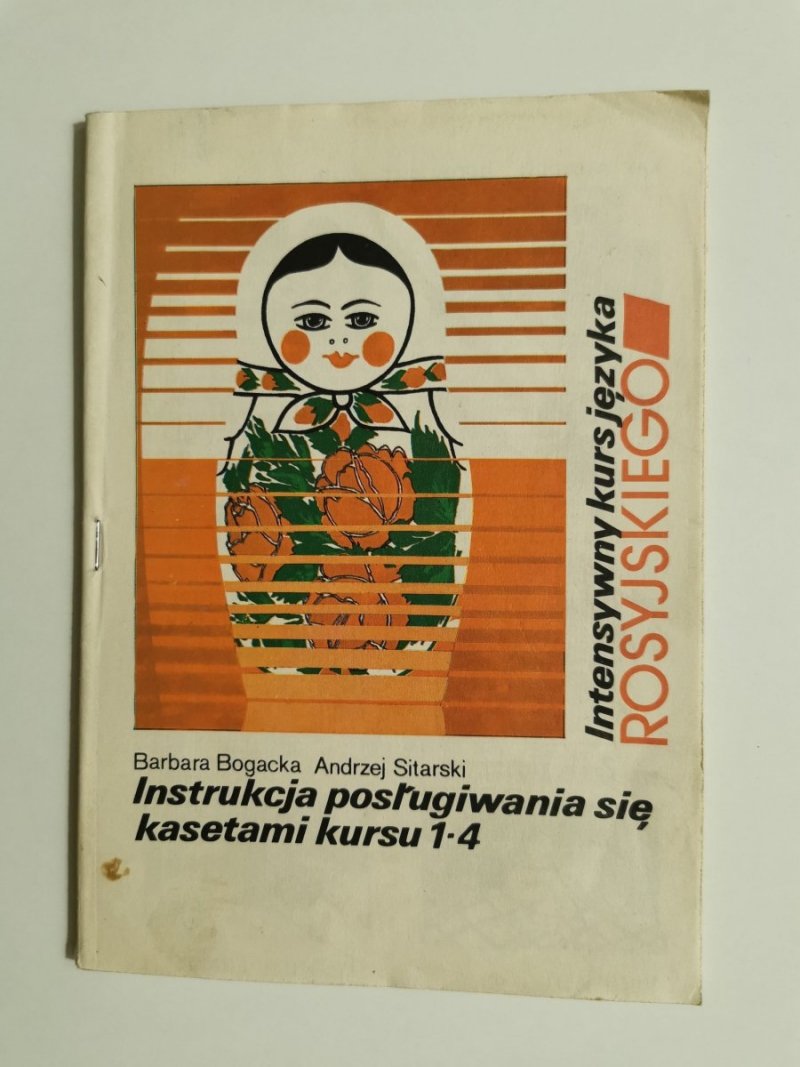 Intensywny kurs języka
ROSYJSKIEGO
Barbara Bogacka Andrzej Sitarski
Instrukcja posługiwania się
kasetami kursu 1-4